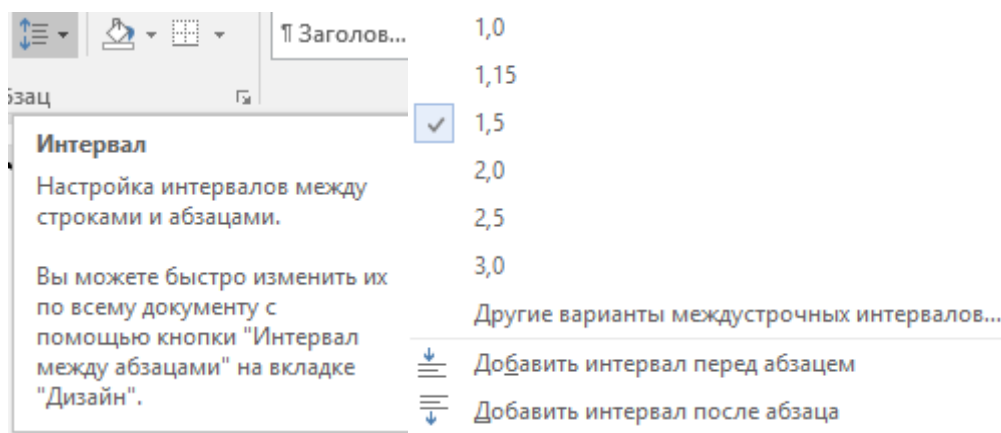 ¶ Заголов...
бзац
Интервал
Настройка интервалов между
строками и абзацами.
Вы можете быстро изменить их
по всему документу с
помощью кнопки "Интервал
между абзацами" на вкладке
"Дизайн".
1,0
1,15
1,5
2,0
2,5
3,0
Другие варианты междустрочных интервалов...
Добавить интервал перед абзацем
Добавить интервал после абзаца